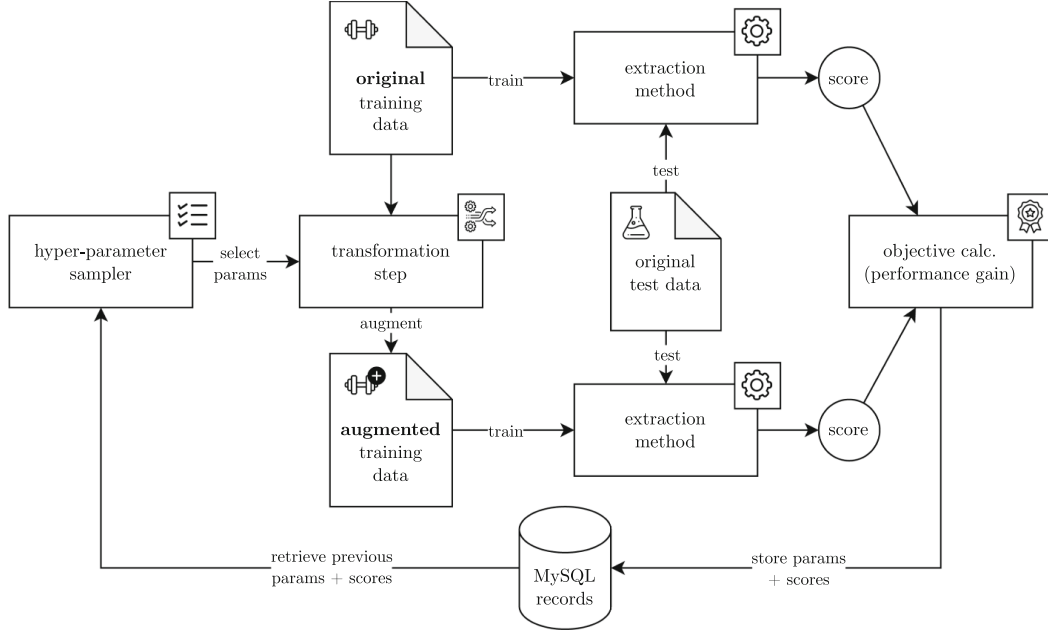 original
training
data
train
extraction
method
score
test
hyper-parameter
sampler
select
params
transformation
step
original
test data
objective calc.
(performance gain)
augment
test
augmented
training
data
train
extraction
method
score
retrieve previous
params + scores
MySQL
records
store params
+ scores